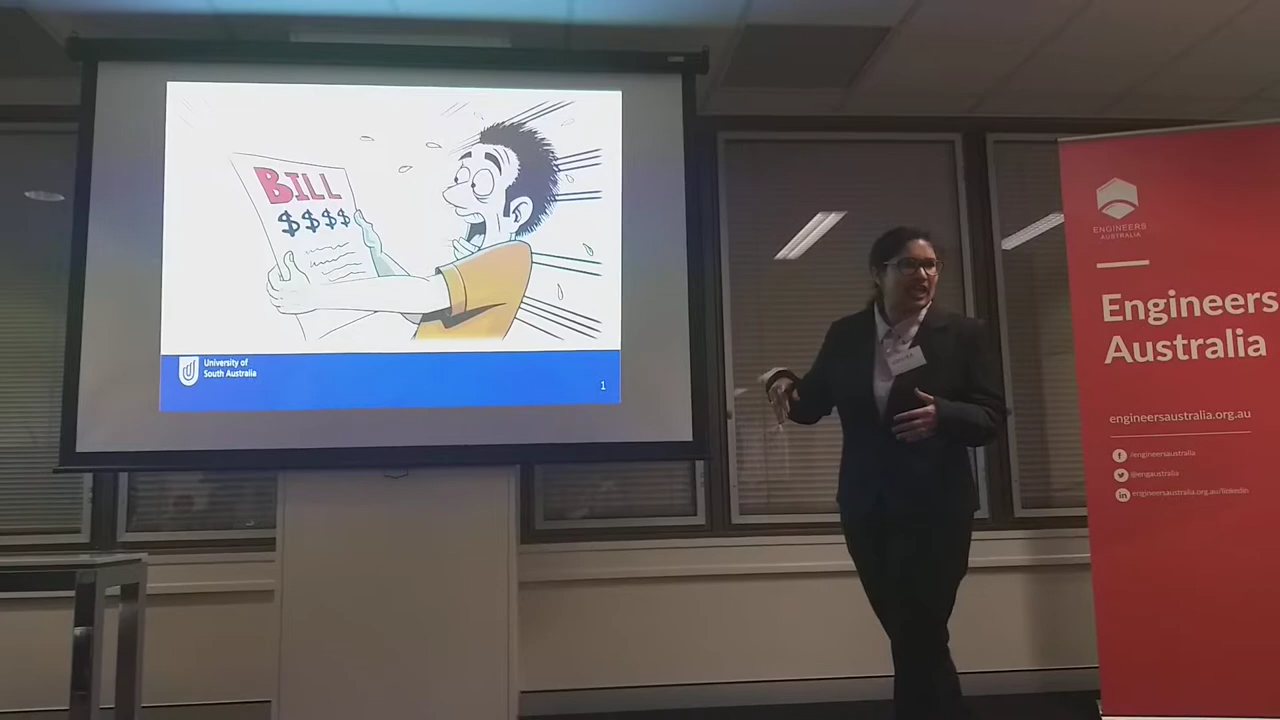 BILL
$$$$
University of
South Australia
1
ENGINEERS
AUSTRALIA
Engineers
Australia
engineersaustralia.org.au
/engineersaustralia
@engaustralia
engineersaustralia.org.au/linkedin